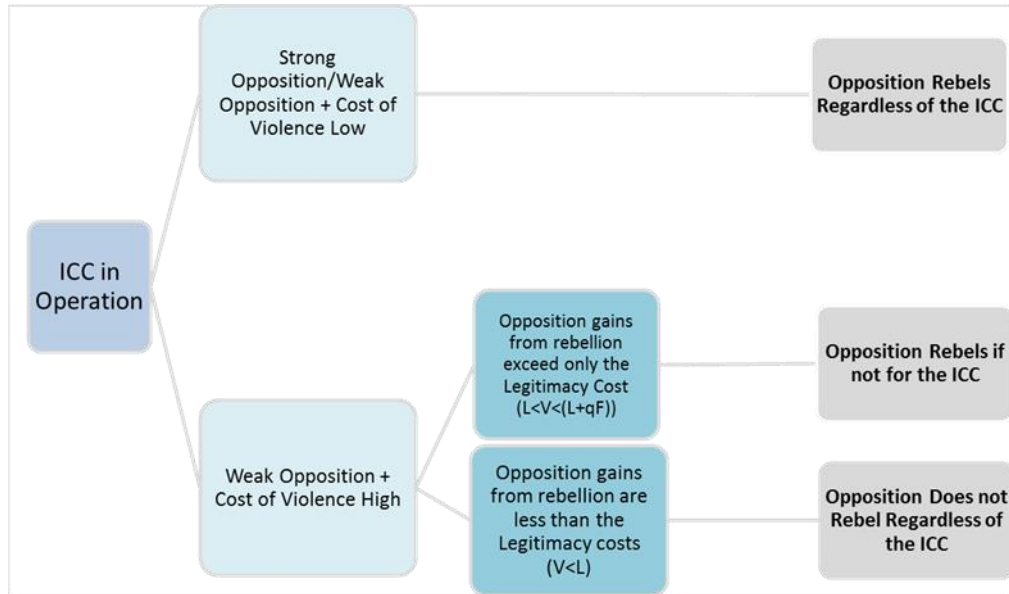 Strong
Opposition/Weak
Opposition + Cost of
Violence Low
Opposition Rebels
Regardless of the ICC
ICC in
Operation
Opposition gains
from rebellion
exceed only the
Legitimacy Cost
(L<V<(L+qF))
Opposition Rebels if
not for the ICC
Weak Opposition +
Cost of Violence High
Opposition gains
from rebellion are
less than the
Legitimacy costs
(V<L)
Opposition Does not
Rebel Regardless of
the ICC